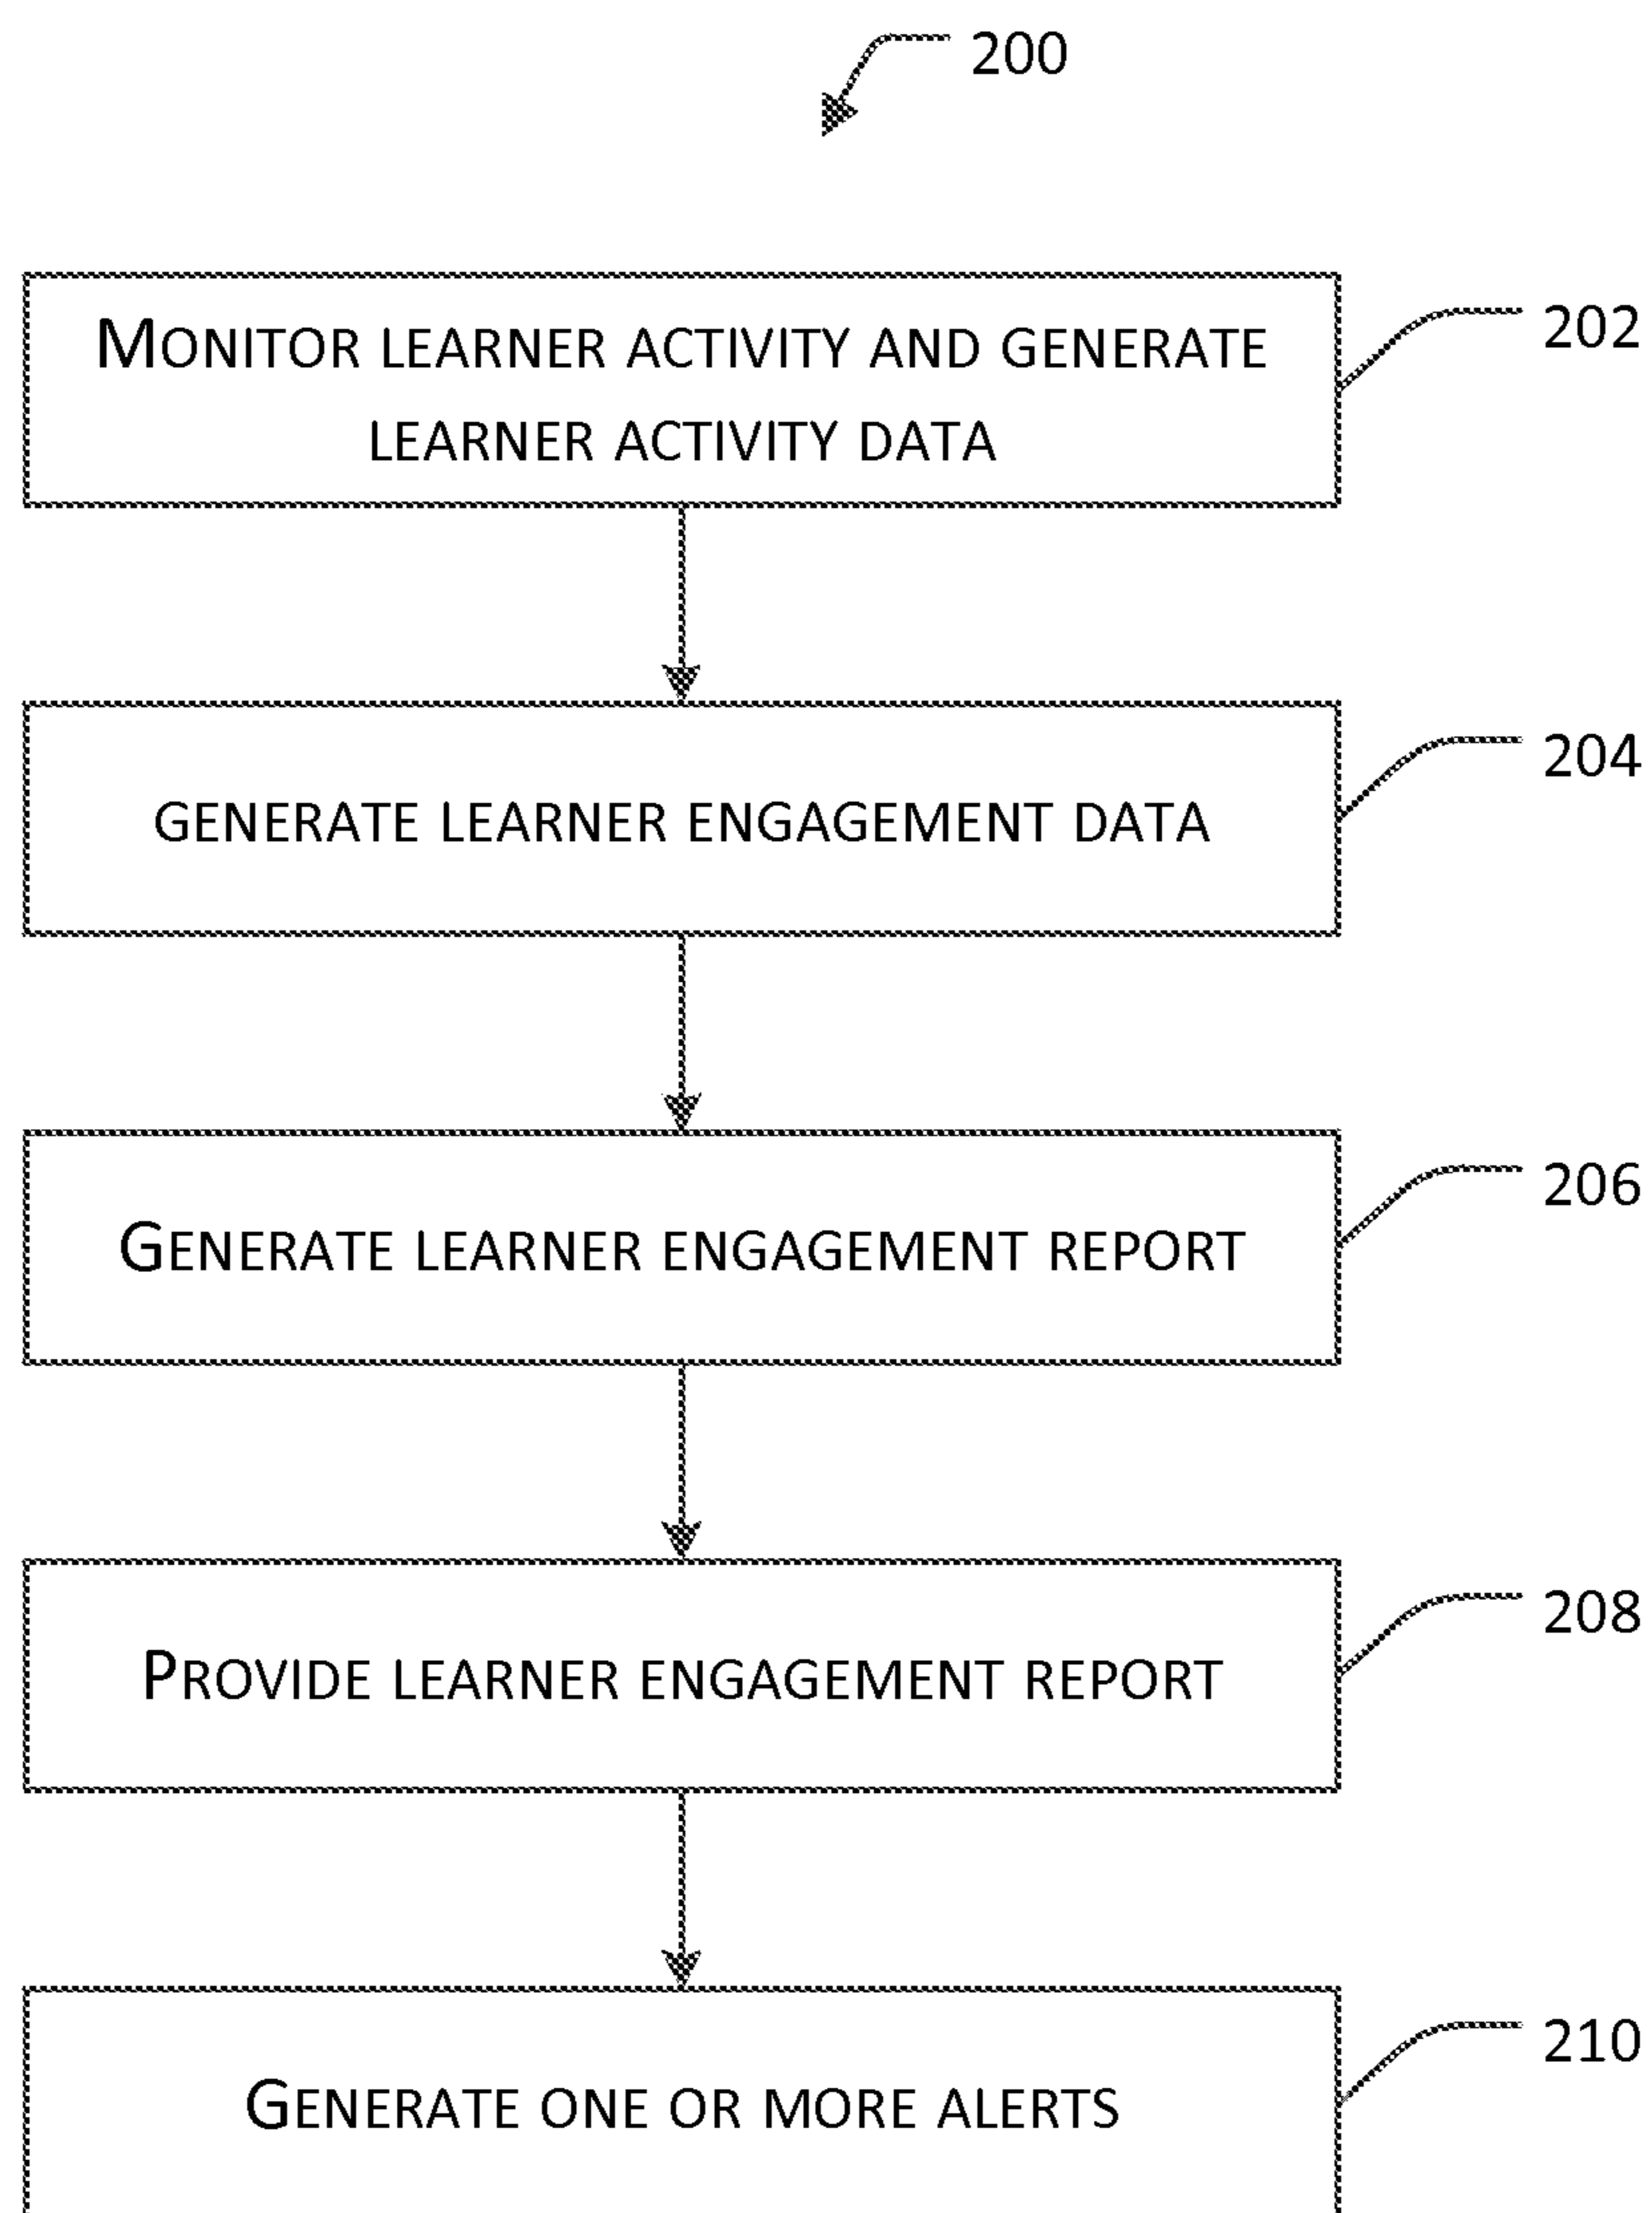 200
MONITOR LEARNER ACTIVITY AND GENERATE
LEARNER ACTIVITY DATA
202
GENERATE LEARNER ENGAGEMENT DATA
204
GENERATE LEARNER ENGAGEMENT REPORT
206
PROVIDE LEARNER ENGAGEMENT REPORT
208
GENERATE ONE OR MORE ALERTS
210